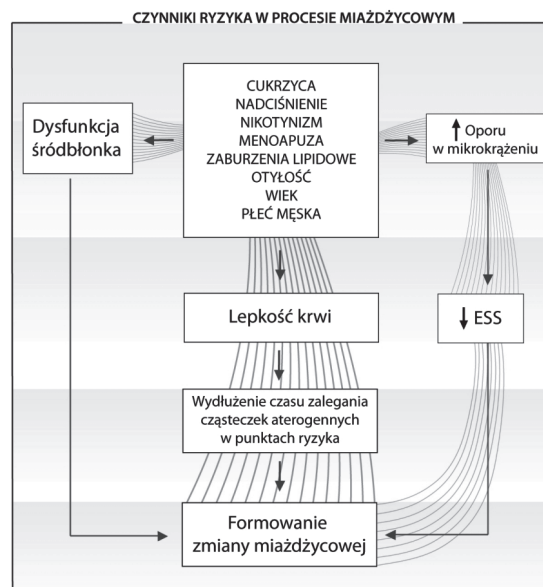 CZYNNIKI RYZYKA W PROCESIE MIAŻDŻYCOWYM
CUKRZYCA
NADCIŚNIENIE
NIKOTYNIZM
MENOAPUZA
ZABURZENIA LIPIDOWE
OTYŁOŚĆ
WIEK
PŁEĆ MĘSKA
Dysfunkcja
śródbłonka
↑ Oporu
w mikrokrążeniu
Lepkość krwi
↓ ESS
Wydłużenie czasu zalegania
cząsteczek aterogennych
w punktach ryzyka
Formowanie
zmiany miażdżycowej